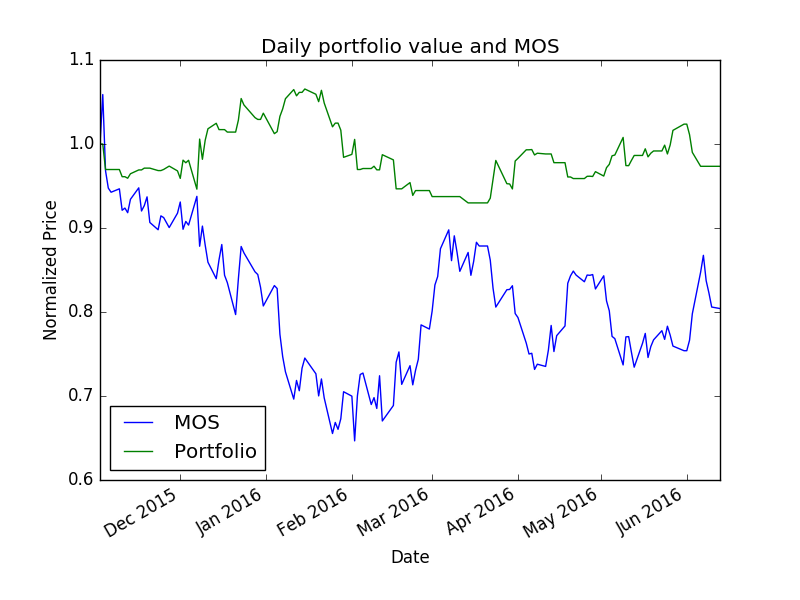 Daily portfolio value and MOS
1.1
1.0
0.9
0.8
0.7
0.6
Normalized Price
MOS
Portfolio
Dec 2015
Jan 2016
Feb 2016
Mar 2016
Apr 2016
May 2016
Jun 2016
Date